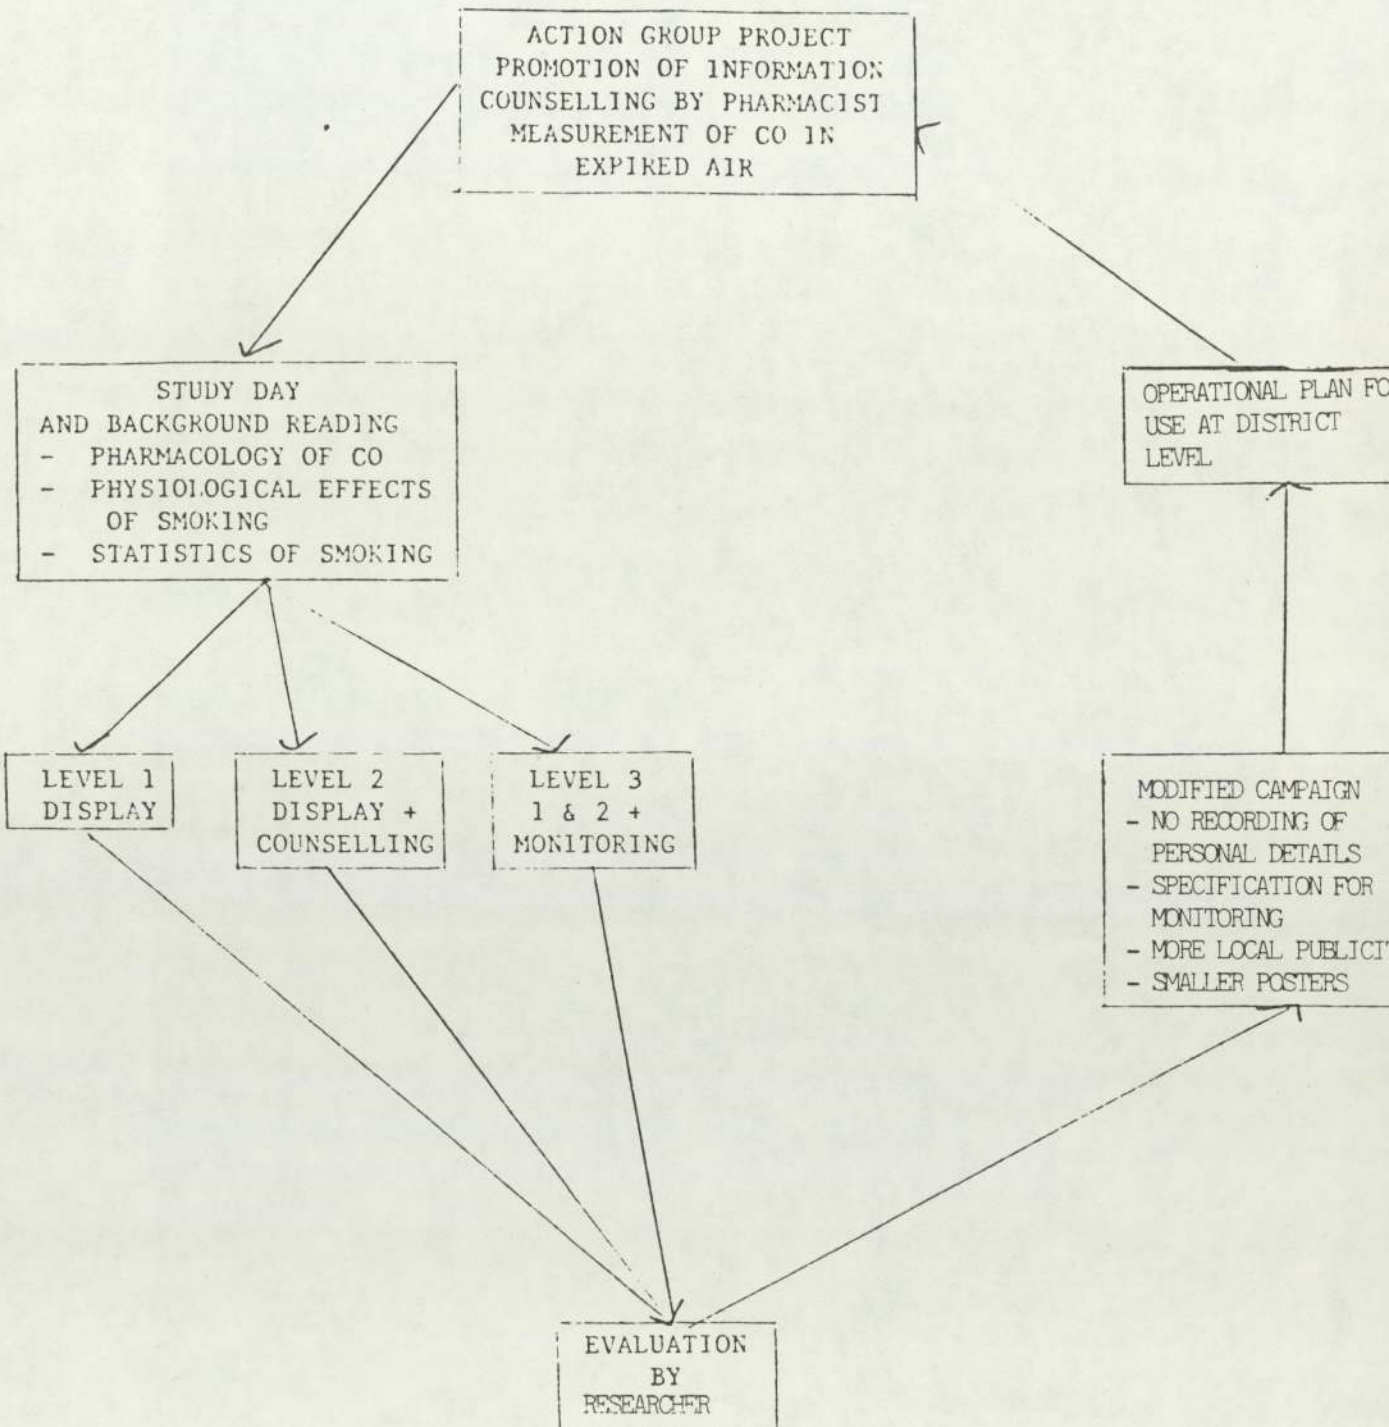 ACTION GROUP PROJECT
PROMOTION OF INFORMATION
COUNSELLING BY PHARMACIST
MEASUREMENT OF CO IN
EXPIRED AIR
STUDY DAY
AND BACKGROUND READING
- PHARMACOLOGY OF CO
- PHYSIOLOGICAL EFFECTS
OF SMOKING
- STATISTICS OF SMOKING
OPERATIONAL PLAN FO
USE AT DISTRICT
LEVEL
LEVEL 1
DISPLAY
LEVEL 2
DISPLAY +
COUNSELLING
LEVEL 3
1 & 2 +
MONITORING
MODIFIED CAMPAIGN
- NO RECORDING OF
PERSONAL DETAILS
- SPECIFICATION FOR
MONITORING
- MORE LOCAL PUBLICIT
- SMALLER POSTERS
EVALUATION
BY
RESEARCHER